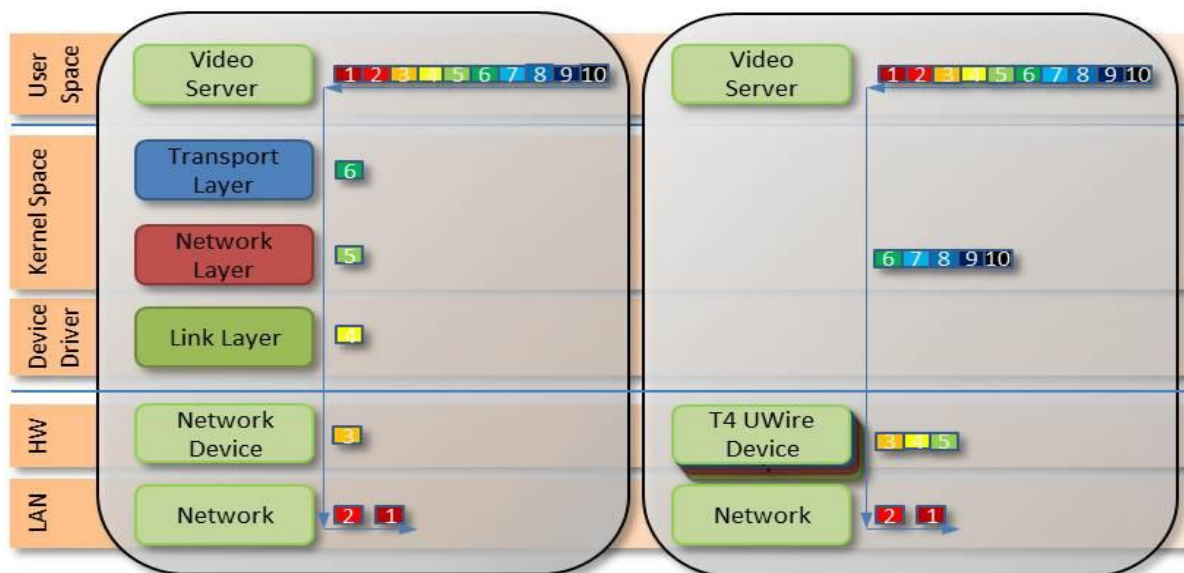 User
Space
Video
Server
1 2 3 4 5 6 7 8 9 10
Video
Server
1 2 3 4 5 6 7 8 9 10
Kernel Space
Transport
Layer
6
Network
Layer
5
6 7 8 9 10
Device
Driver
Link Layer
4
HW
Network
Device
3
T4 UWire
Device
3 4 5
LAN
Network
2 1
Network
2 1